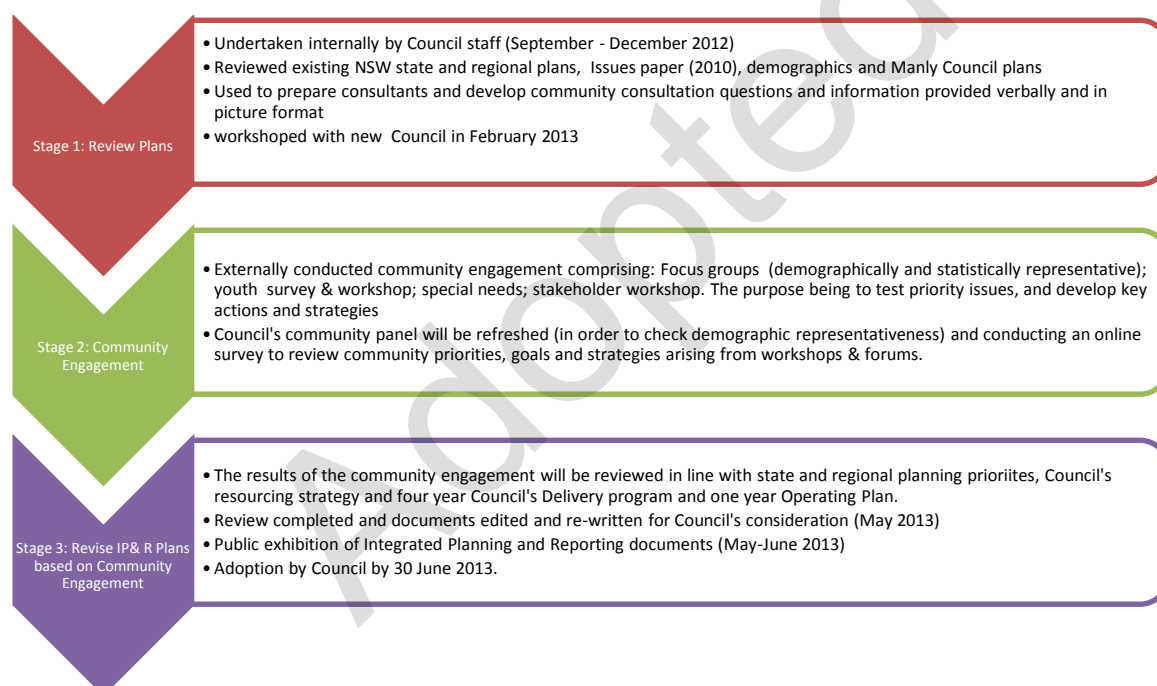 • Undertaken internally by Council staff (September - December 2012)
• Reviewed existing NSW state and regional plans,  Issues paper (2010), demographics and Manly Council plans
• Used to prepare consultants and develop community consultation questions and information provided verbally and in
picture format
• workshoped with new  Council in February 2013
Stage 1: Review Plans
• Externally conducted community engagement comprising: Focus groups  (demographically and statistically representative);
youth  survey & workshop; special needs; stakeholder workshop. The purpose being to test priority issues, and develop key
actions and strategies
• Council's community panel will be refreshed (in order to check demographic representativeness) and conducting an online
survey to review community priorities, goals and strategies arising from workshops & forums.
Stage 2: Community
Engagement
• The results of the community engagement will be reviewed in line with state and regional planning prioriites, Council's
resourcing strategy and four year Council's Delivery program and one year Operating Plan.
• Review completed and documents edited and re-written for Council's consideration (May 2013)
• Public exhibition of Integrated Planning and Reporting documents (May-June 2013)
• Adoption by Council by 30 June 2013.
Stage 3: Revise IP& R Plans
based on Community
Engagement
Adopted